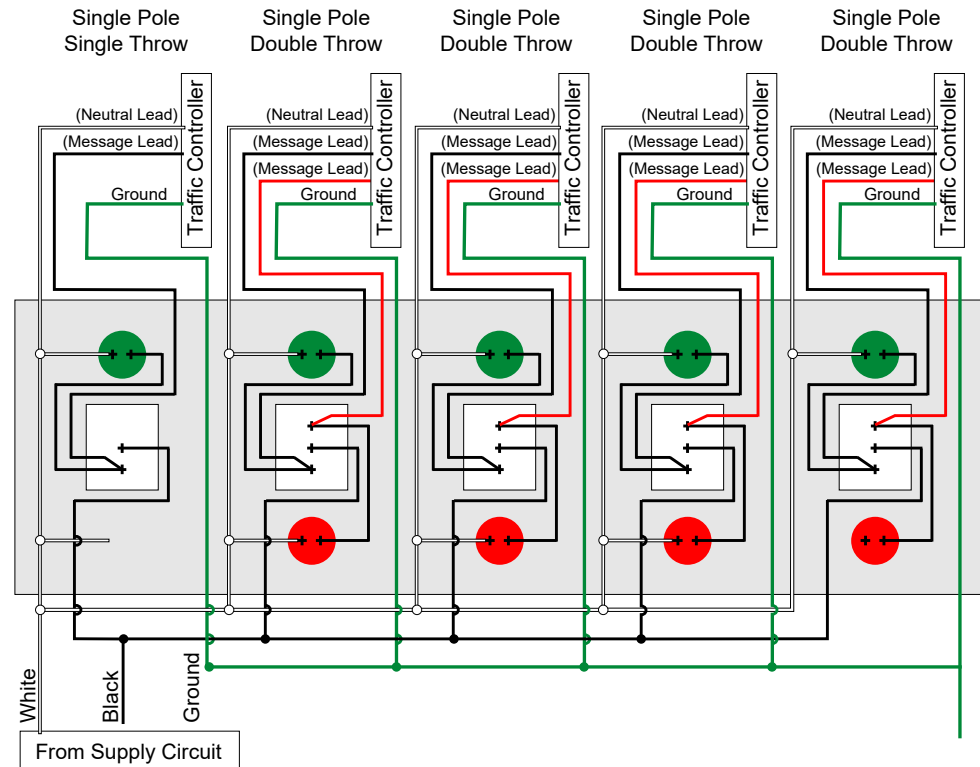 Single Pole
Single Throw
Single Pole
Double Throw
Single Pole
Double Throw
Single Pole
Double Throw
Single Pole
Double Throw
(Neutral Lead)
(Message Lead)
Ground
Traffic Controller
(Neutral Lead)
(Message Lead)
(Message Lead)
Ground
Traffic Controller
(Neutral Lead)
(Message Lead)
(Message Lead)
Ground
Traffic Controller
(Neutral Lead)
(Message Lead)
(Message Lead)
Ground
Traffic Controller
(Neutral Lead)
(Message Lead)
(Message Lead)
Ground
Traffic Controller
White
Black
Ground
From Supply Circuit